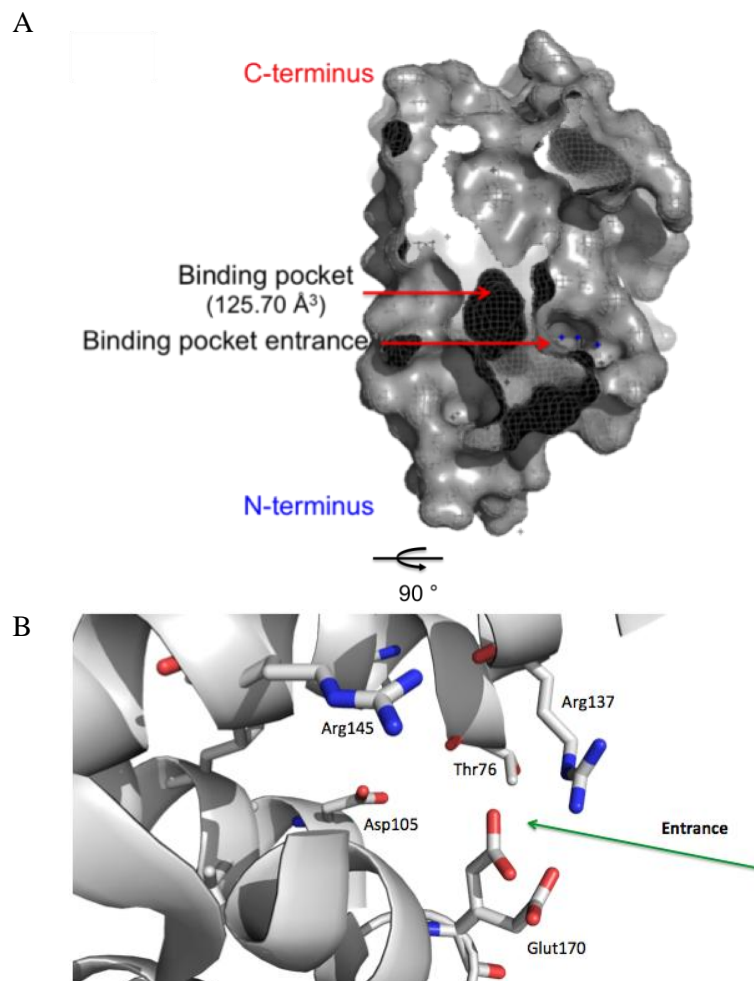 A
C-terminus
Binding pocket
(125.70 Å³)
Binding pocket entrance
N-terminus
90 °
B
Arg145
Arg137
Thr76
Asp105
Entrance
Glut170